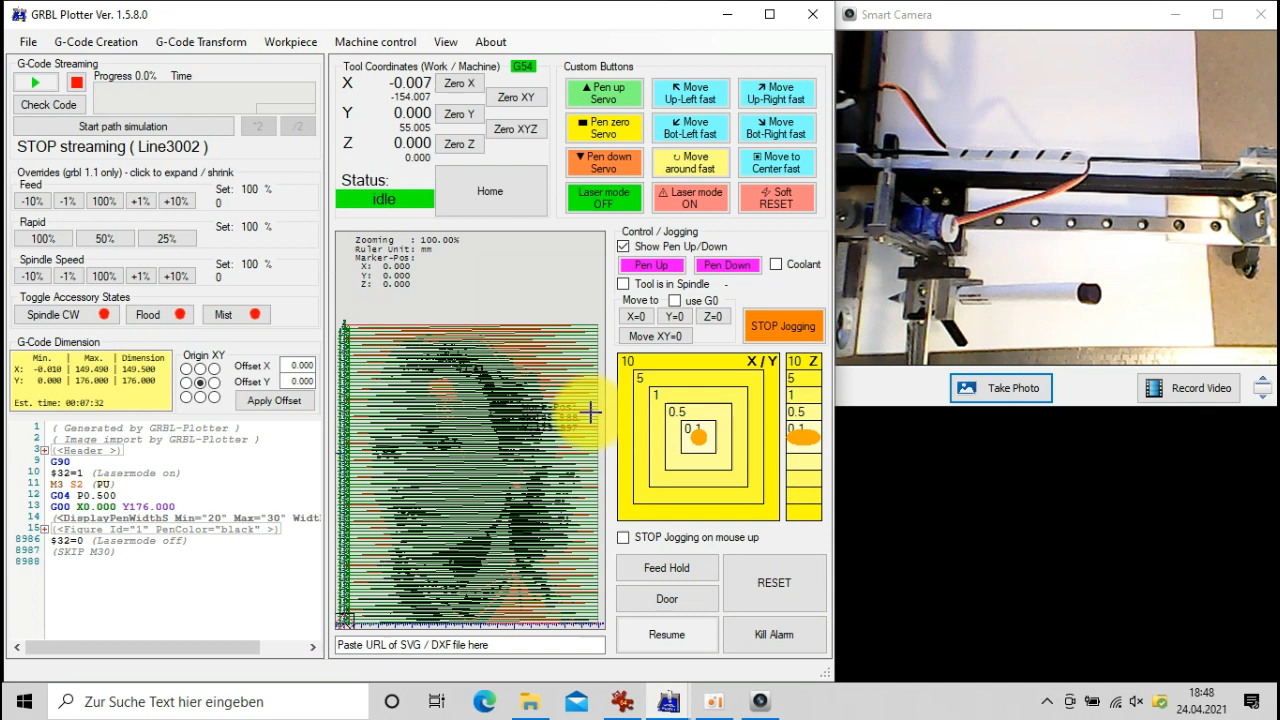 GRBL Plotter Ver. 1.5.8.0
File G-Code Creation G-Code Transform Workpiece Machine control View About
G-Code Streaming
Progress 0.0% Time
Check Code
Start path simulation ^2 /2
STOP streaming ( Line3002 )
Overrides (grbl 1.1 only) - click to expand / shrink
Feed Set: 100 %
-10% -1% 100% +1% +10% 0
Rapid Set: 100 %
100% 50% 25%
Spindle Speed Set: 100 %
-10% -1% 100% +1% +10% 0
Toggle Accessory States
Spindle CW Flood Mist
G-Code Dimension
Min. | Max. | Dimension
X: -0.010 | 149.490 | 149.500
Y: 0.000 | 176.000 | 176.000
Est. time: 00:07:32
Origin XY
Offset X 0.000
Offset Y 0.000
Apply Offset
1 ( Generated by GRBL-Plotter )
2 ( Image import by GRBL-Plotter )
3 (<Header >)
9 G90
10 $32=1 (Lasermode on)
11 M3 S2 (PU)
12 G04 P0.500
13 G00 X0.000 Y176.000
14 (<DisplayPenWidthS Min="20" Max="30" Widt
15 (<Figure Id="1" PenColor="black" >)
8986 $32=0 (Lasermode off)
8987 (SKIP M30)
8988
Tool Coordinates (Work / Machine) G54
X -0.007 Zero X
-154.007
Zero XY
Y 0.000 Zero Y
55.005
Zero XYZ
Z 0.000 Zero Z
0.000
Status:
idle
Home
Custom Buttons
Pen up Servo
Move Up-Left fast
Move Up-Right fast
Pen zero Servo
Move Bot-Left fast
Move Bot-Right fast
Pen down Servo
Move around fast
Move to Center fast
Laser mode OFF
Laser mode ON
Soft RESET
Zooming : 100.00%
Ruler Unit: mm
Marker-Pos:
X: 0.000
Y: 0.000
Z: 0.000
Paste URL of SVG / DXF file here
Control / Jogging
Show Pen Up/Down
Pen Up Pen Down Coolant
Tool is in Spindle -
Move to use G0
X=0 Y=0 Z=0
Move XY=0
STOP Jogging
10 X / Y 10 Z
5 5
1 1
0.5 0.5
0.1 0.1
STOP Jogging on mouse up
Feed Hold
Door
RESET
Resume
Kill Alarm
Smart Camera
Take Photo
Record Video
Zur Suche Text hier eingeben
18:48
24.04.2021